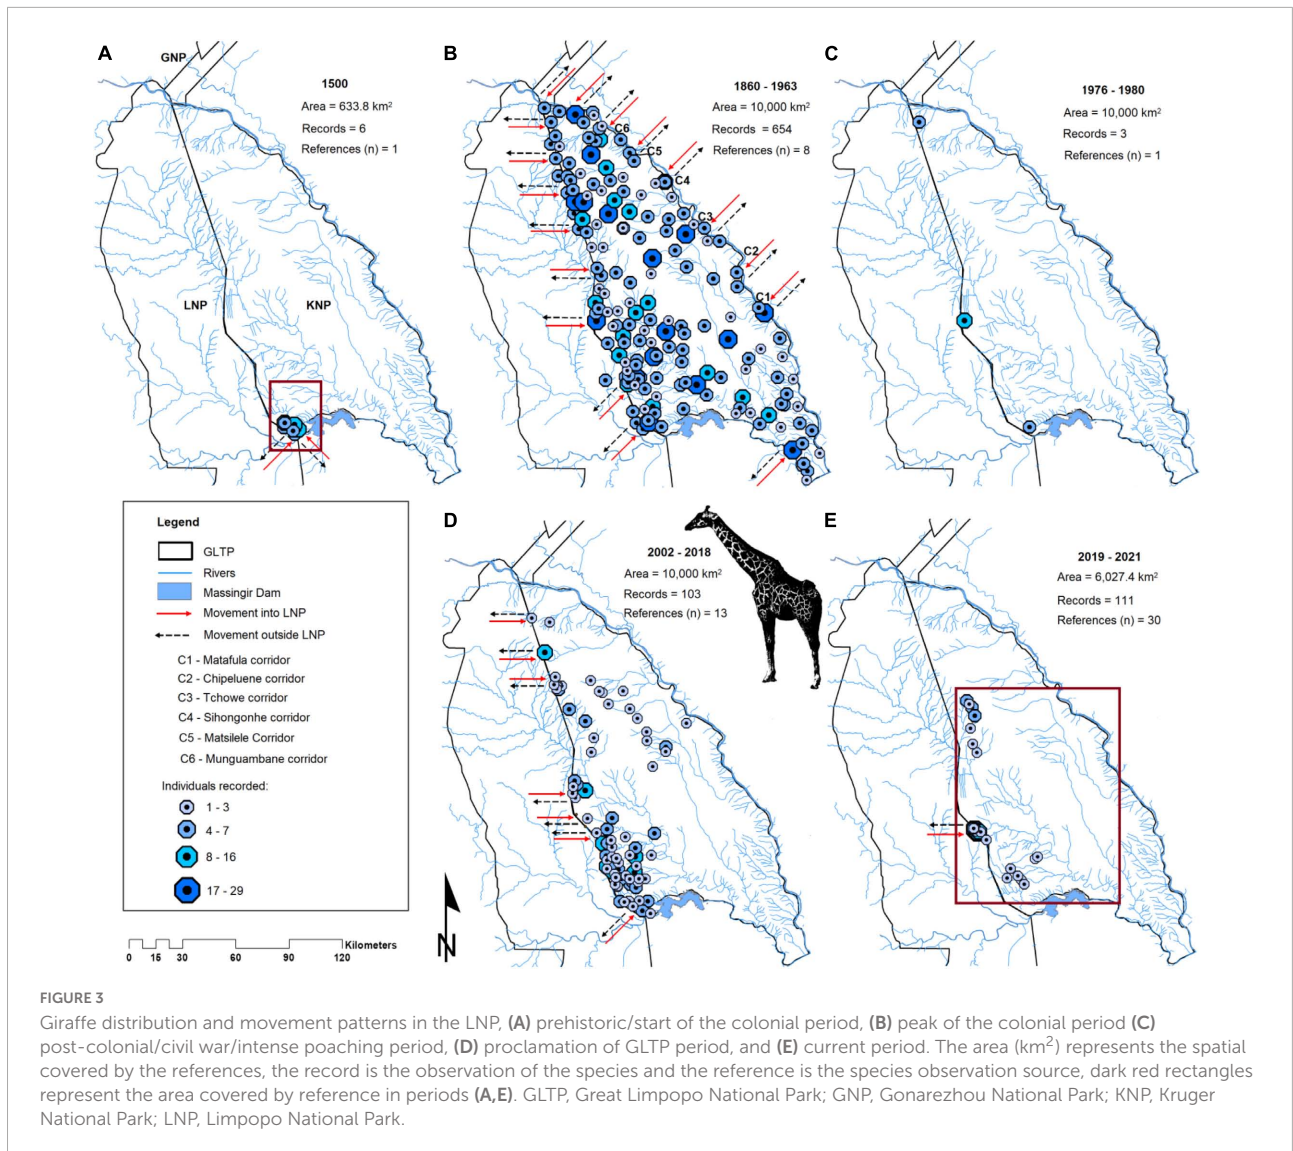 A
GNP
1500
Area = 633.8 km²
Records = 6
References (n) = 1
LNP
KNP
B
1860 - 1963
Area = 10,000 km²
Records = 654
References (n) = 8
C6
C5
C4
C3
C2
C1
C
1976 - 1980
Area = 10,000 km²
Records = 3
References (n) = 1
Legend
GLTP
Rivers
Massingir Dam
Movement into LNP
Movement outside LNP
C1 - Matafula corridor
C2 - Chipeluene corridor
C3 - Tchowe corridor
C4 - Sihongonhe corridor
C5 - Matsilele Corridor
C6 - Munguambane corridor
Individuals recorded:
1 - 3
4 - 7
8 - 16
17 - 29
0 15 30 60 90 120
Kilometers
N
D
2002 - 2018
Area = 10,000 km²
Records = 103
References (n) = 13
E
2019 - 2021
Area = 6,027.4 km²
Records = 111
References (n) = 30
FIGURE 3
Giraffe distribution and movement patterns in the LNP, (A) prehistoric/start of the colonial period, (B) peak of the colonial period (C)
post-colonial/civil war/intense poaching period, (D) proclamation of GLTP period, and (E) current period. The area (km²) represents the spatial
covered by the references, the record is the observation of the species and the reference is the species observation source, dark red rectangles
represent the area covered by reference in periods (A,E). GLTP, Great Limpopo National Park; GNP, Gonarezhou National Park; KNP, Kruger
National Park; LNP, Limpopo National Park.